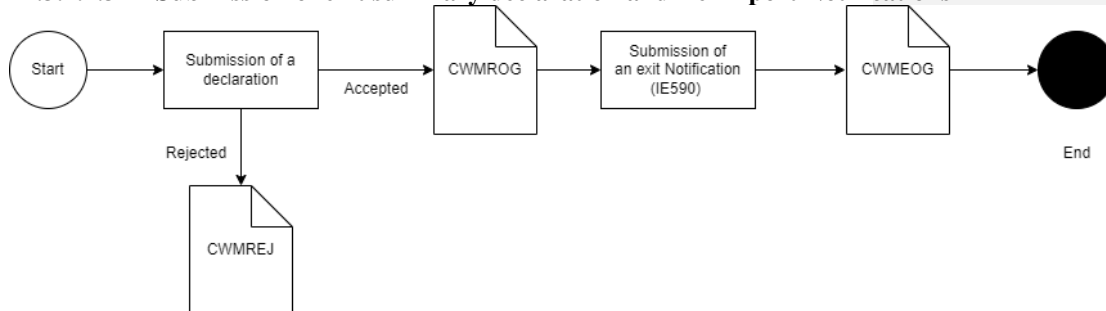 Start
Submission of a
declaration
Accepted
CWMROG
Submission of
an exit Notification
(IE590)
CWMEOG
End
Rejected
CWMREJ